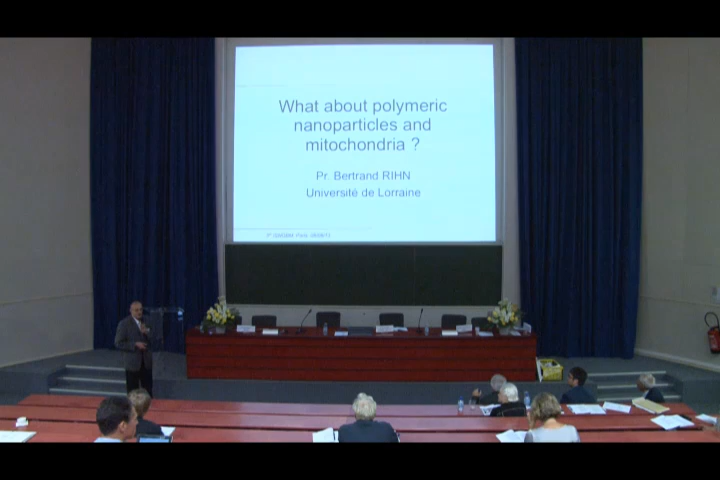 What about polymeric
nanoparticles and
mitochondria ?
Pr. Bertrand RIHN
Université de Lorraine